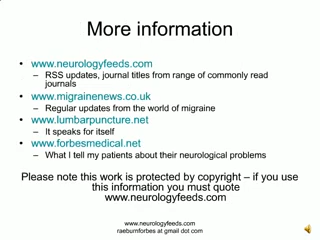 More information
• www.neurologyfeeds.com
– RSS updates, journal titles from range of commonly read
journals
• www.migrainenews.co.uk
– Regular updates from the world of migraine
• www.lumbarpuncture.net
– It speaks for itself
• www.forbesmedical.net
– What I tell my patients about their neurological problems
Please note this work is protected by copyright – if you use
this information you must quote
www.neurologyfeeds.com
www.neurologyfeeds.com
raeburnforbes at gmail dot com